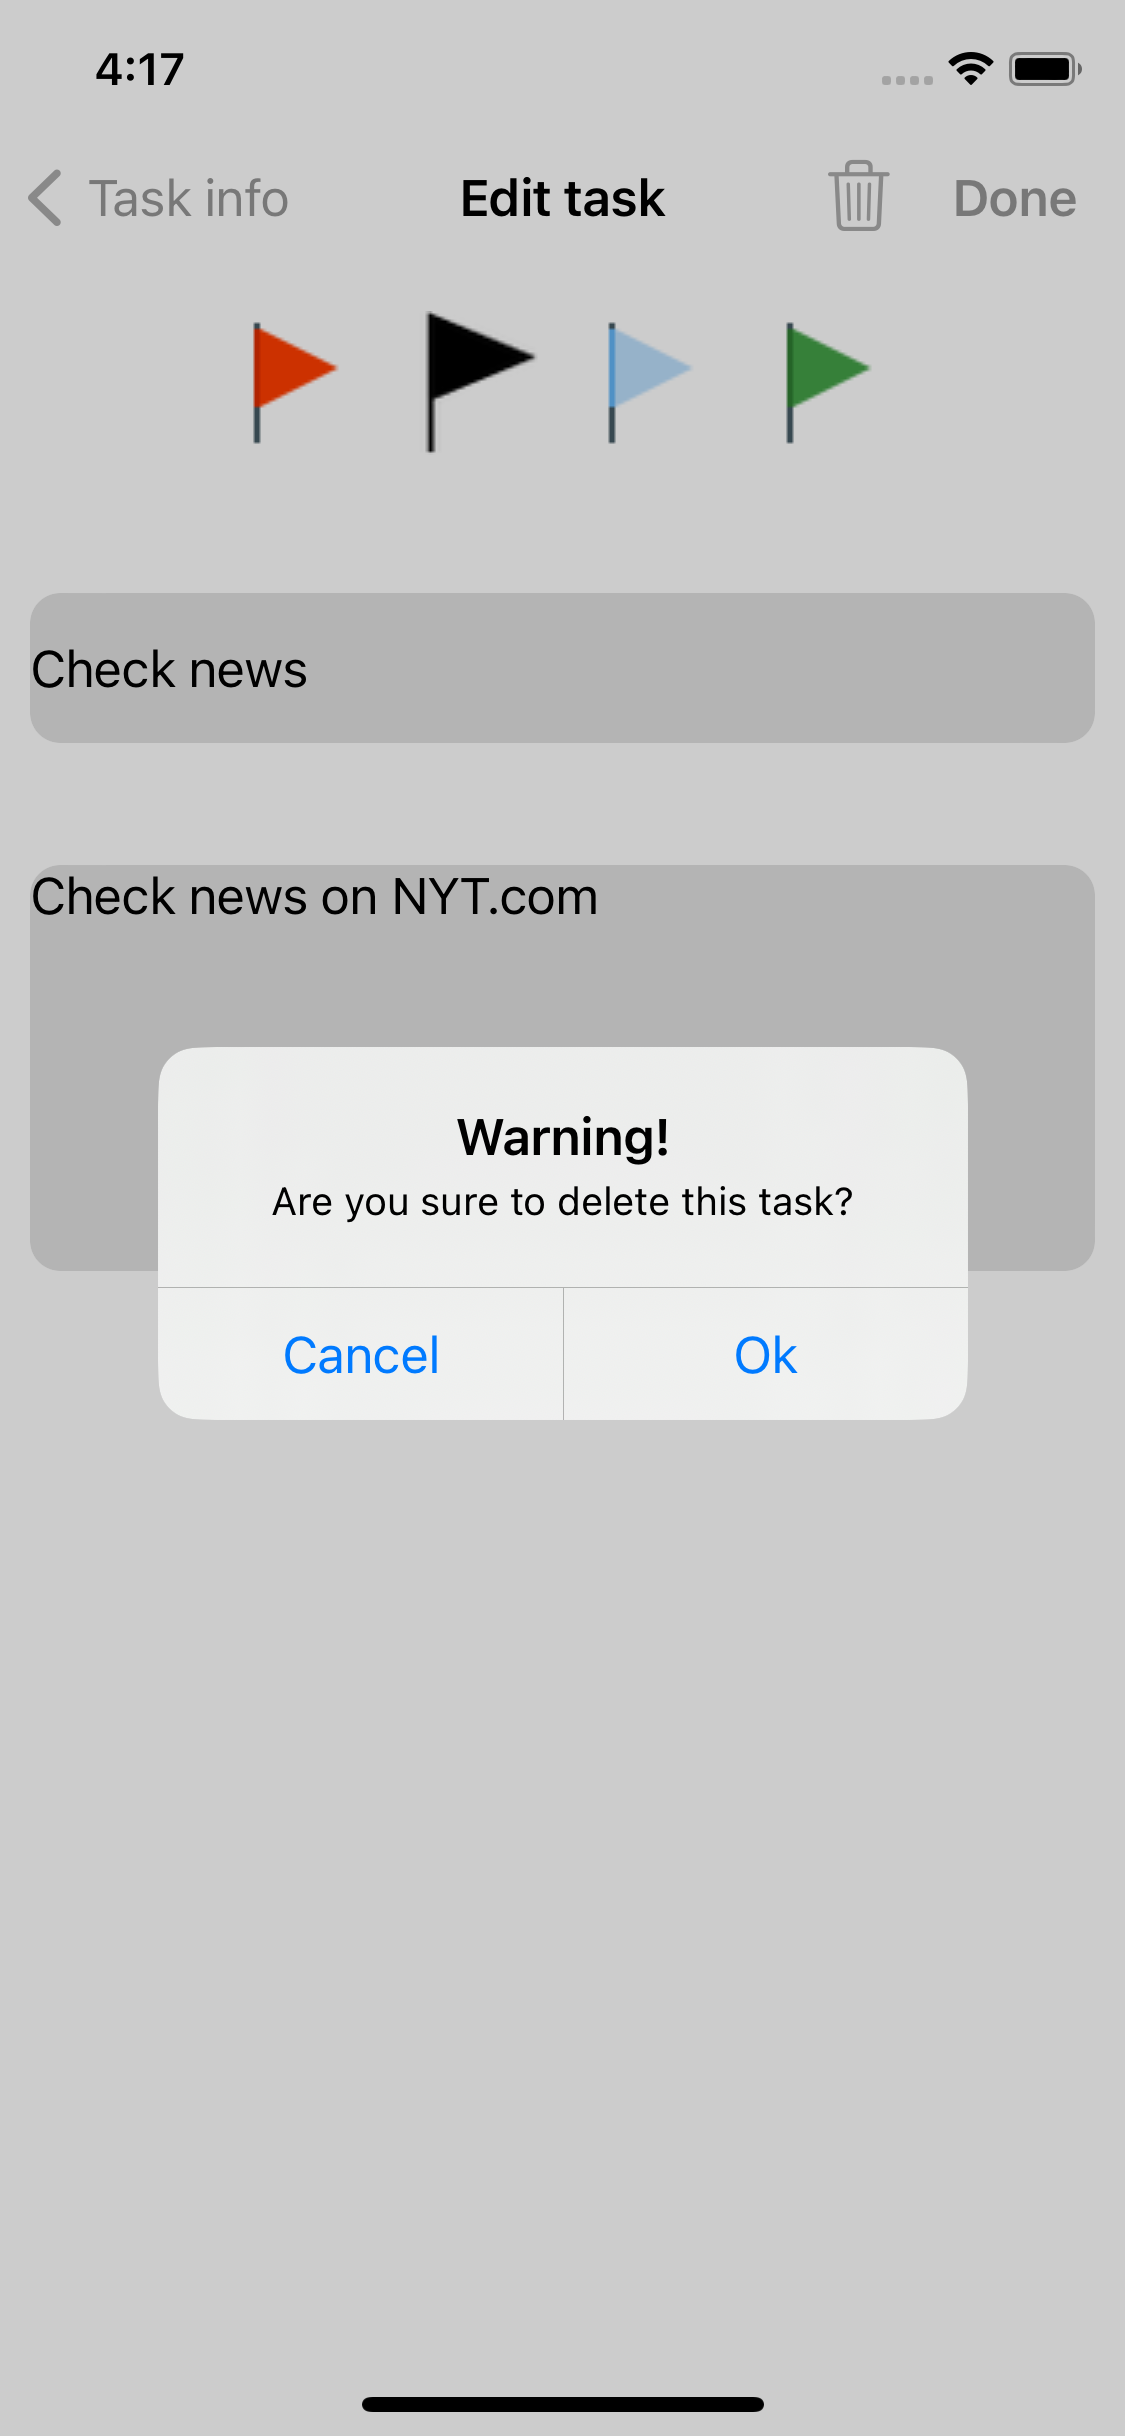 4:17
Task info
Edit task
Done
Check news
Check news on NYT.com
Warning!
Are you sure to delete this task?
Cancel
Ok